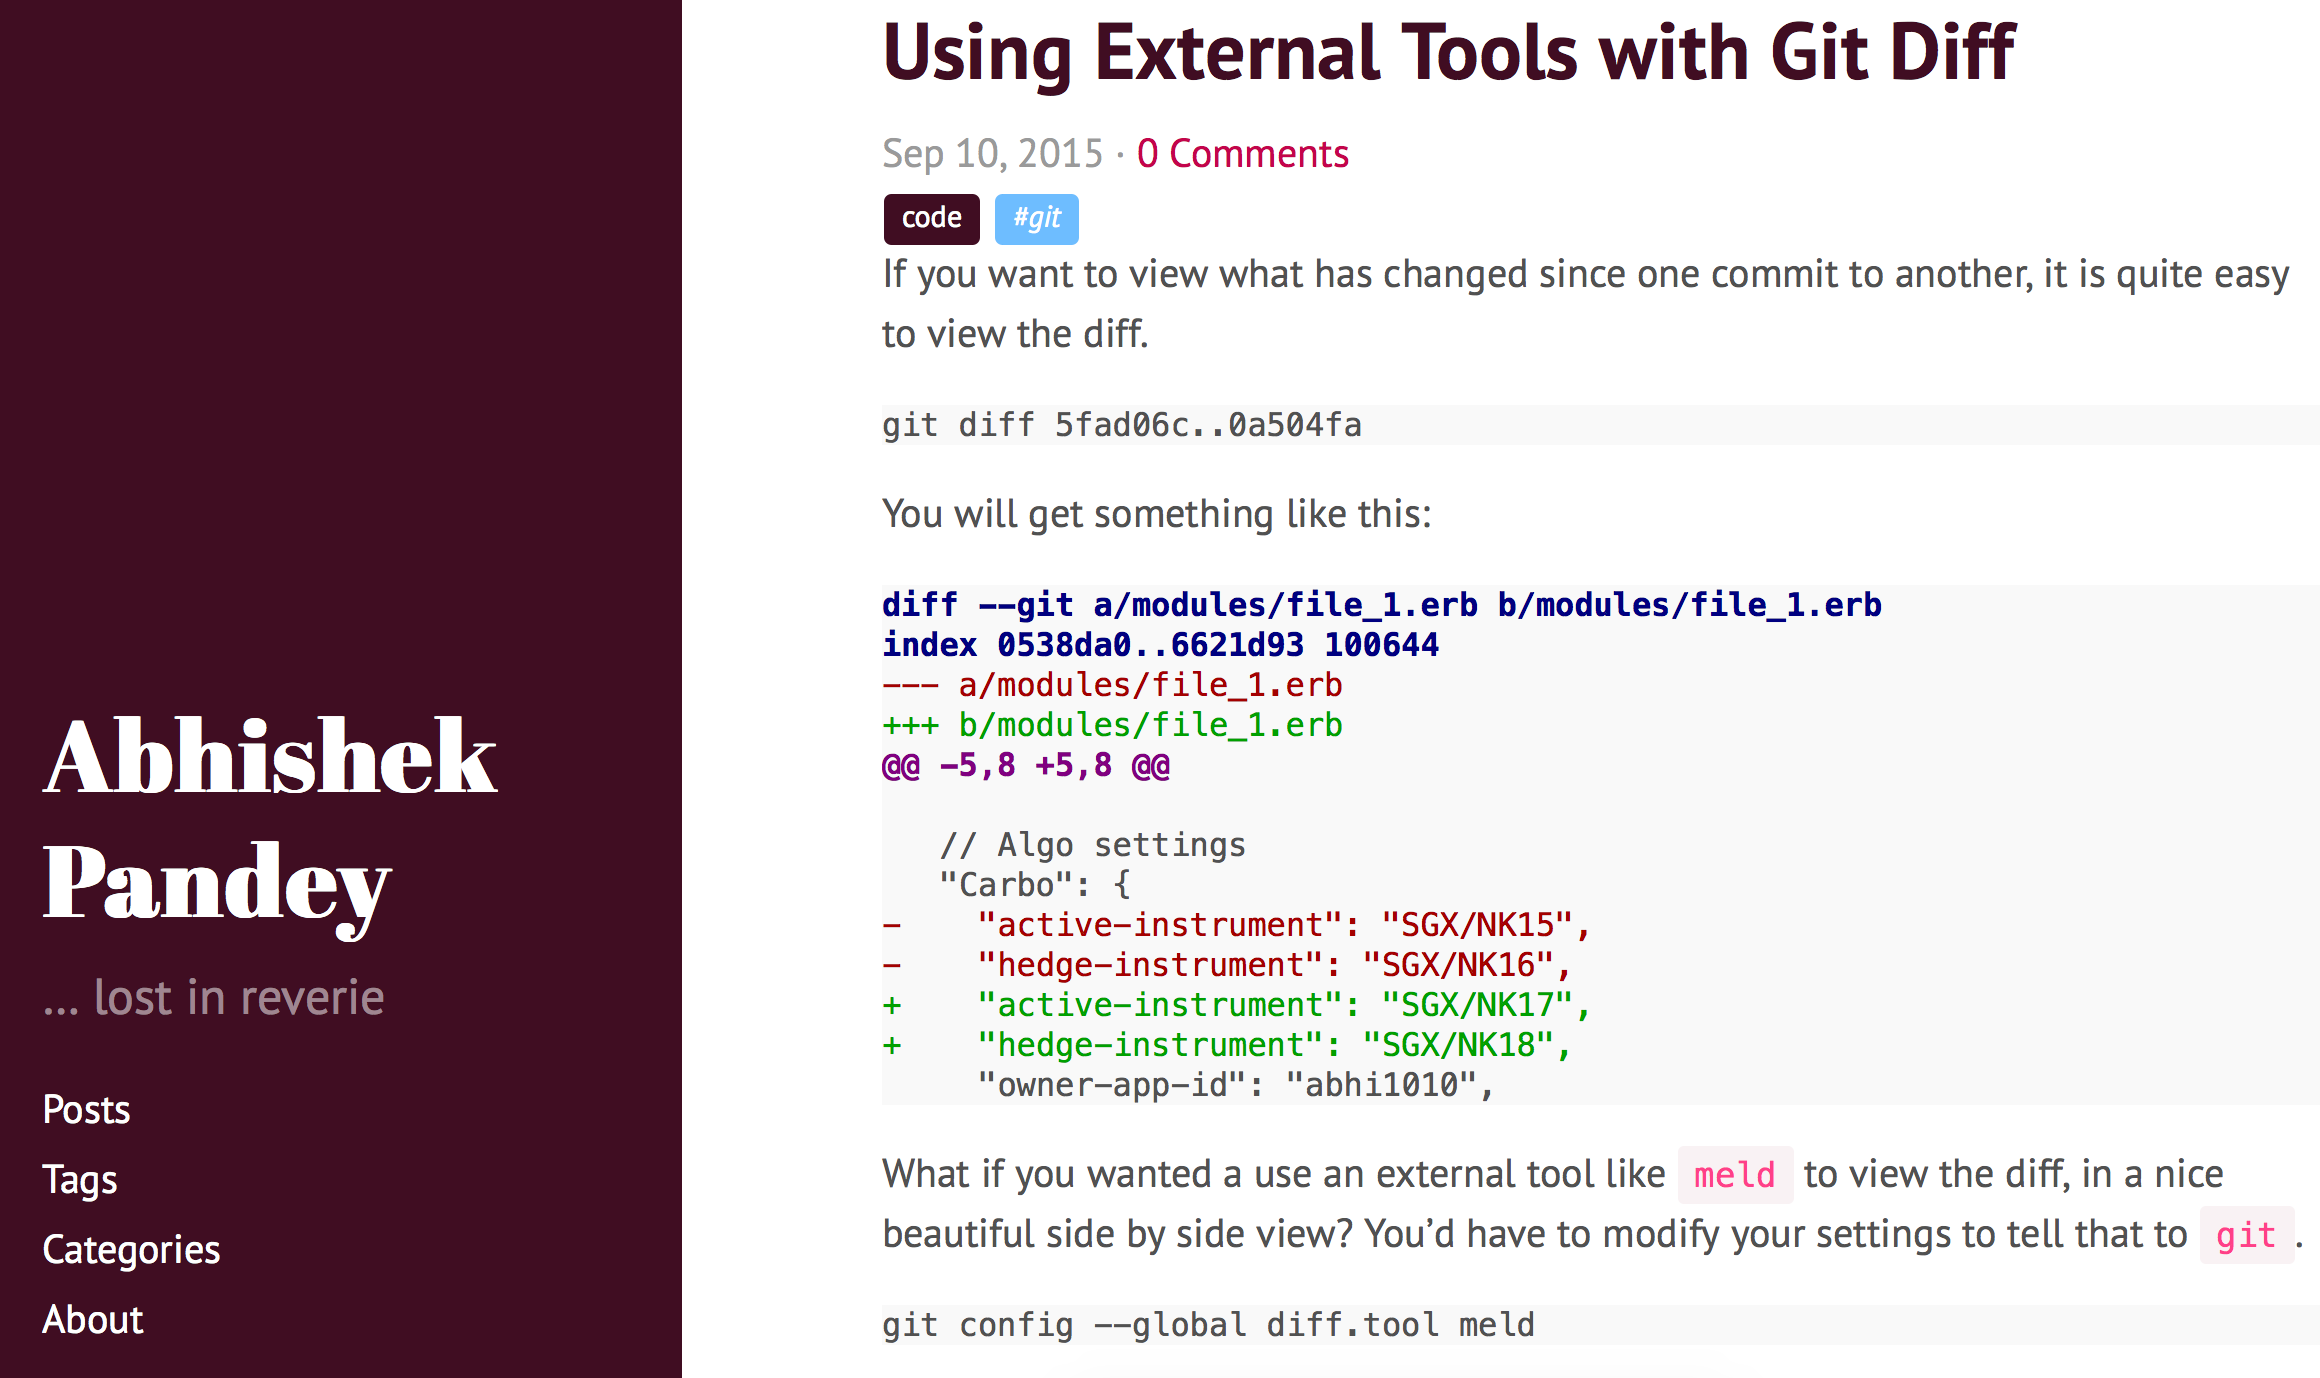 Abhishek
Pandey
... lost in reverie
Posts
Tags
Categories
About
Using External Tools with Git Diff
Sep 10, 2015 · 0 Comments
code #git
If you want to view what has changed since one commit to another, it is quite easy
to view the diff.
git diff 5fad06c..0a504fa
You will get something like this:
diff --git a/modules/file_1.erb b/modules/file_1.erb
index 0538da0..6621d93 100644
--- a/modules/file_1.erb
+++ b/modules/file_1.erb
@@ -5,8 +5,8 @@
// Algo settings
"Carbo": {
- "active-instrument": "SGX/NK15",
- "hedge-instrument": "SGX/NK16",
+ "active-instrument": "SGX/NK17",
+ "hedge-instrument": "SGX/NK18",
"owner-app-id": "abhi1010",
What if you wanted a use an external tool like meld to view the diff, in a nice
beautiful side by side view? You’d have to modify your settings to tell that to git.
git config --global diff.tool meld